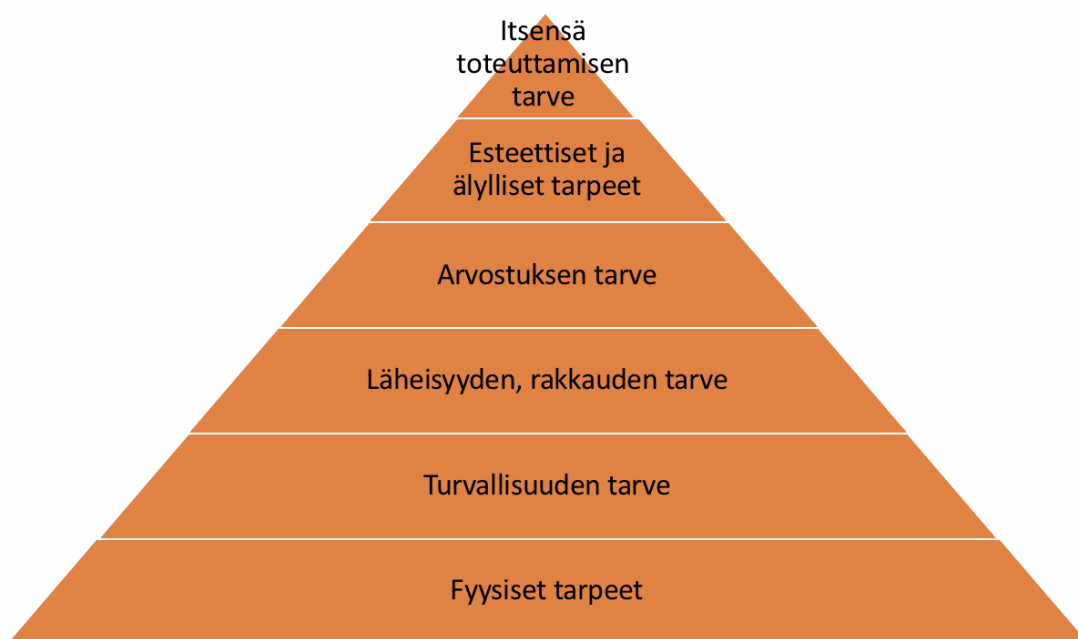 Itsensä
toteuttamisen
tarve
Esteettiset ja
älylliset tarpeet
Arvostuksen tarve
Läheisyyden, rakkauden tarve
Turvallisuuden tarve
Fyysiset tarpeet